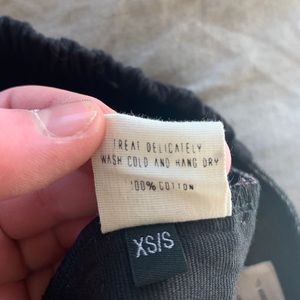 TREAT DELICATELY
WASH COLD AND HANG DRY
100% COTTON
XS/S